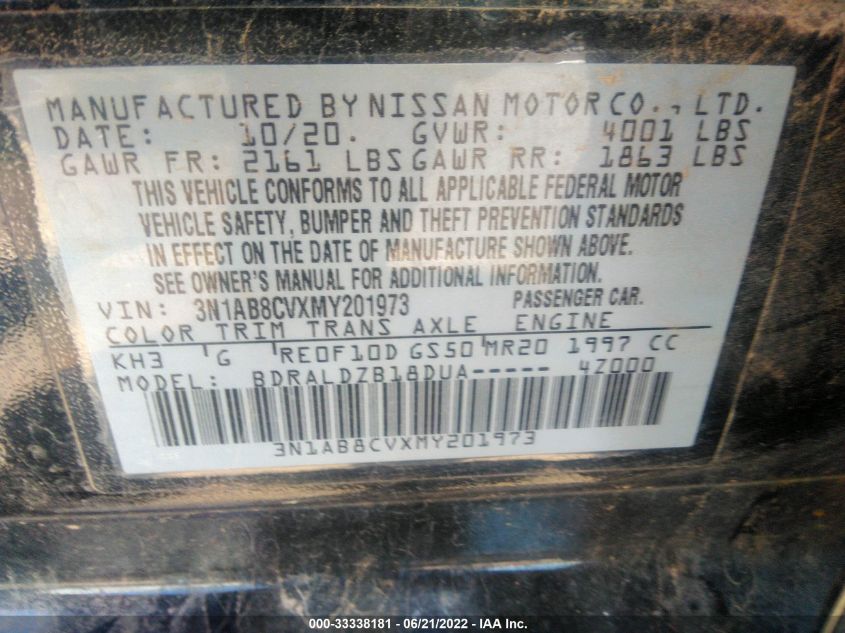 MANUFACTURED BY NISSAN MOTOR CO., LTD.
DATE: 10/20. GVWR: 4001 LBS
GAWR FR: 2161 LBS GAWR RR: 1863 LBS
THIS VEHICLE CONFORMS TO ALL APPLICABLE FEDERAL MOTOR
VEHICLE SAFETY, BUMPER AND THEFT PREVENTION STANDARDS
IN EFFECT ON THE DATE OF MANUFACTURE SHOWN ABOVE.
SEE OWNER'S MANUAL FOR ADDITIONAL INFORMATION.
VIN: 3N1AB8CVXMY201973 PASSENGER CAR.
COLOR TRIM TRANS AXLE ENGINE
KH3 G RE0F10D GS50 MR20 1997 CC
MODEL: BDRALDZB18DUA----- 4Z000
3N1AB8CVXMY201973
000-33338181 - 06/21/2022 - IAA Inc.